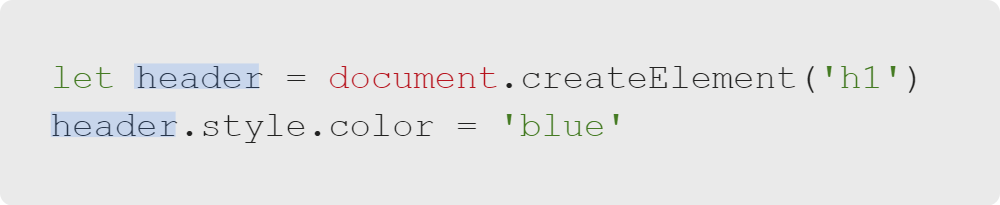 let header = document.createElement('h1')
header.style.color = 'blue'